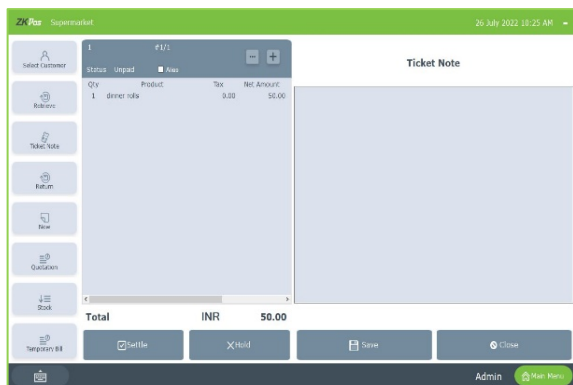 ZKPos Supermarket
26 July 2022 10:25 AM
Select Customer
Retrieve
Ticket Note
Return
New
Quotation
Stock
Temporary Bill
1 #1/1
Status Unpaid Alias
Qty Product Tax Net Amount
1 dinner rolls 0.00 50.00
Total INR 50.00
Settle
Hold
Ticket Note
Save
Close
Admin
Main Menu